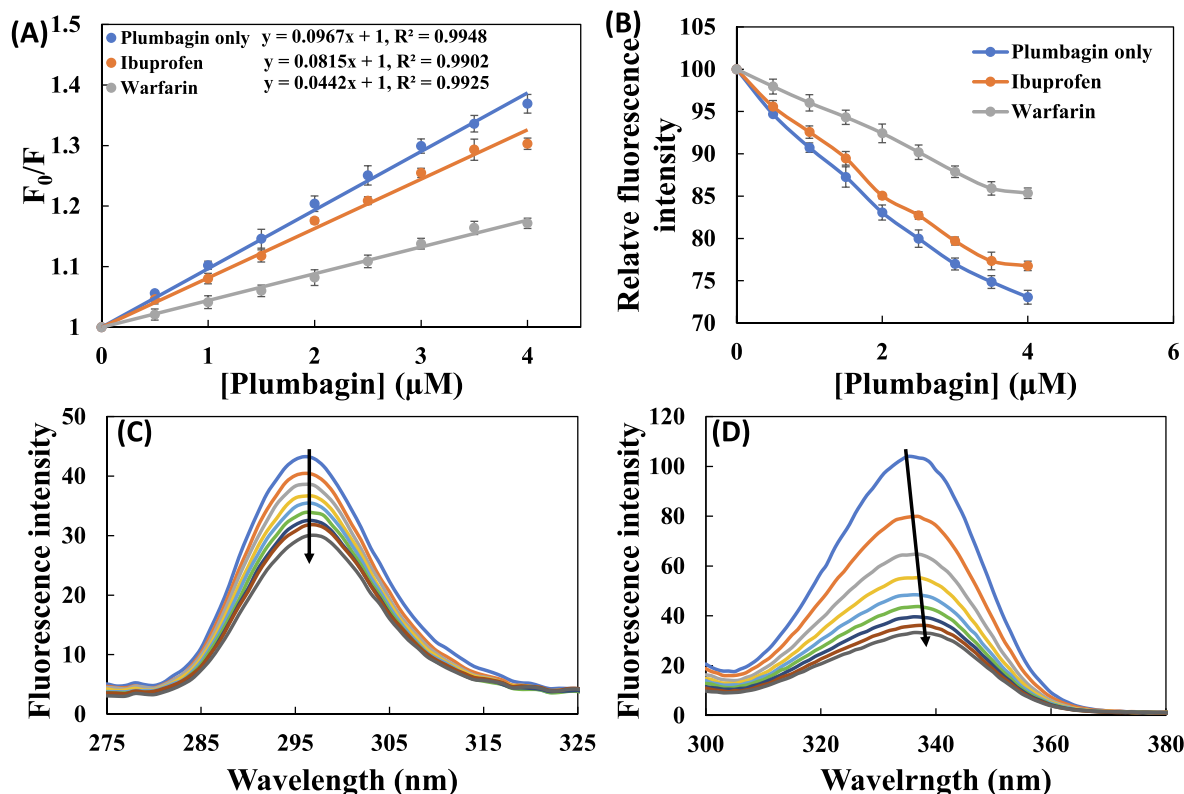 (A)
1.5
1.4
1.3
1.2
1.1
1
F0/F
Plumbagin only y = 0.0967x + 1, R² = 0.9948
Ibuprofen y = 0.0815x + 1, R² = 0.9902
Warfarin y = 0.0442x + 1, R² = 0.9925
0 1 2 3 4
[Plumbagin] (μM)
(B)
Relatve fluorescence
intensity
100
95
90
85
80
75
70
Plumbagin only
Ibuprofen
Warfarin
0 2 4 6
[Plumbagin] (μM)
(C)
Fluorescence intensity
50
40
30
20
10
0
275 285 295 305 315 325
Wavelength (nm)
(D)
Fluorescence intensity
120
100
80
60
40
20
0
300 320 340 360 380
Wavelrngth (nm)